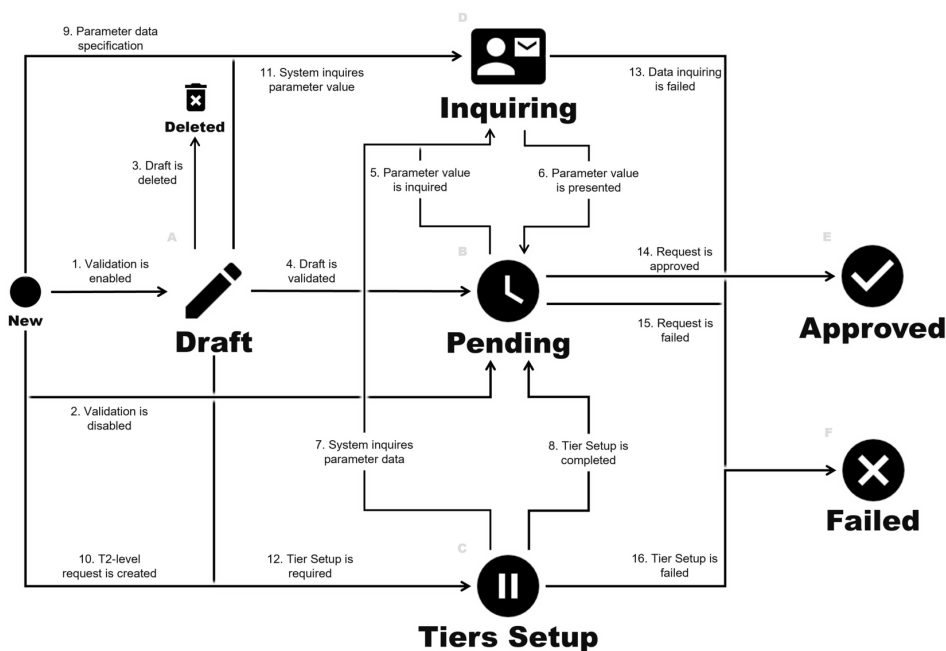 9. Parameter data
specification
D
11. System inquires
parameter value
13. Data inquiring
is failed
Inquiring
Deleted
3. Draft is
deleted
5. Parameter value
is inquired
6. Parameter value
is presented
A
B
E
1. Validation is
enabled
4. Draft is
validated
14. Request is
approved
New
Draft
Pending
15. Request is
failed
Approved
2. Validation is
disabled
7. System inquires
parameter data
8. Tier Setup is
completed
F
Failed
C
10. T2-level
request is created
12. Tier Setup is
required
16. Tier Setup is
failed
Tiers Setup